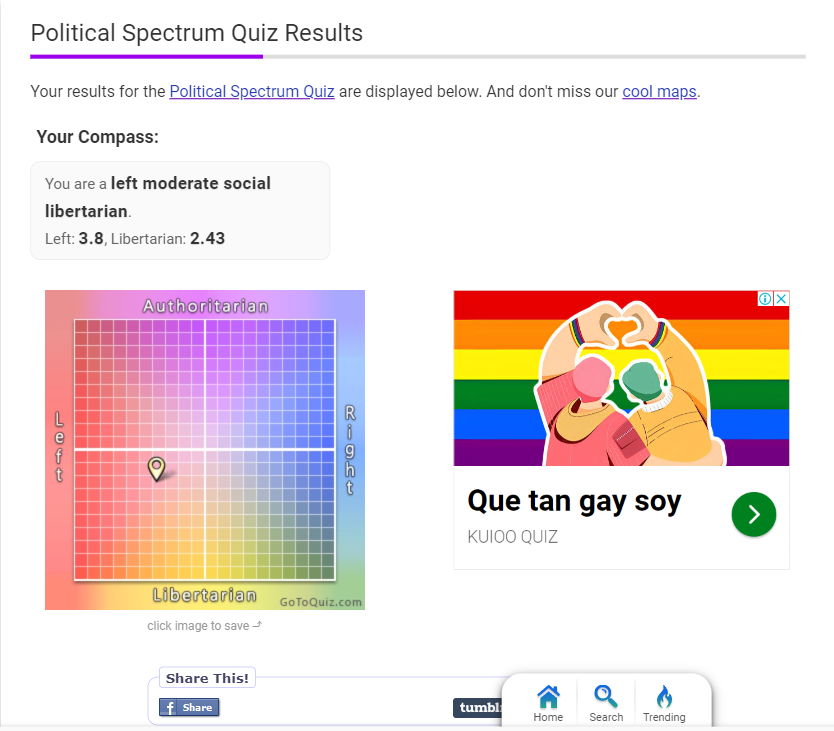 Political Spectrum Quiz Results
Your results for the Political Spectrum Quiz are displayed below. And don't miss our cool maps.
Your Compass:
You are a left moderate social
libertarian.
Left: 3.8, Libertarian: 2.43
Authoritarian
Left
Right
Libertarian
GoToQuiz.com
click image to save
Que tan gay soy
KUIOO QUIZ
Share This!
f Share
Home
Search
Trending